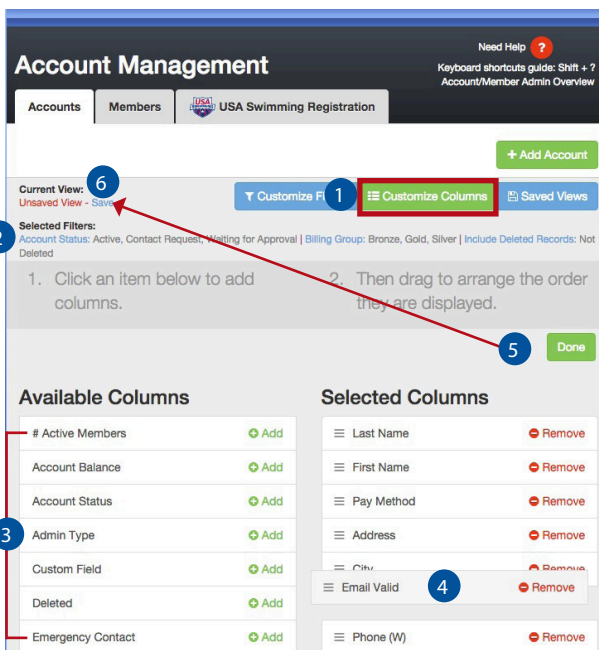 Need Help ?
Account Management
Keyboard shortcuts guide: Shift + ?
Account/Member Admin Overview
Accounts Members USA USA Swimming Registration
+ Add Account
Current View:
6
Unsaved View - Save
Customize Fi 1 Customize Columns Saved Views
2
Selected Filters:
Account Status: Active, Contact Request, Waiting for Approval | Billing Group: Bronze, Gold, Silver | Include Deleted Records: Not
Deleted
1. Click an item below to add
columns.
2. Then drag to arrange the order
they are displayed.
5 Done
Available Columns
Selected Columns
# Active Members Add
Last Name Remove
Account Balance Add
First Name Remove
Account Status Add
Pay Method Remove
3
Admin Type Add
Address Remove
Custom Field Add
City Remove
Email Valid 4 Remove
Deleted Add
Emergency Contact Add
Phone (W) Remove